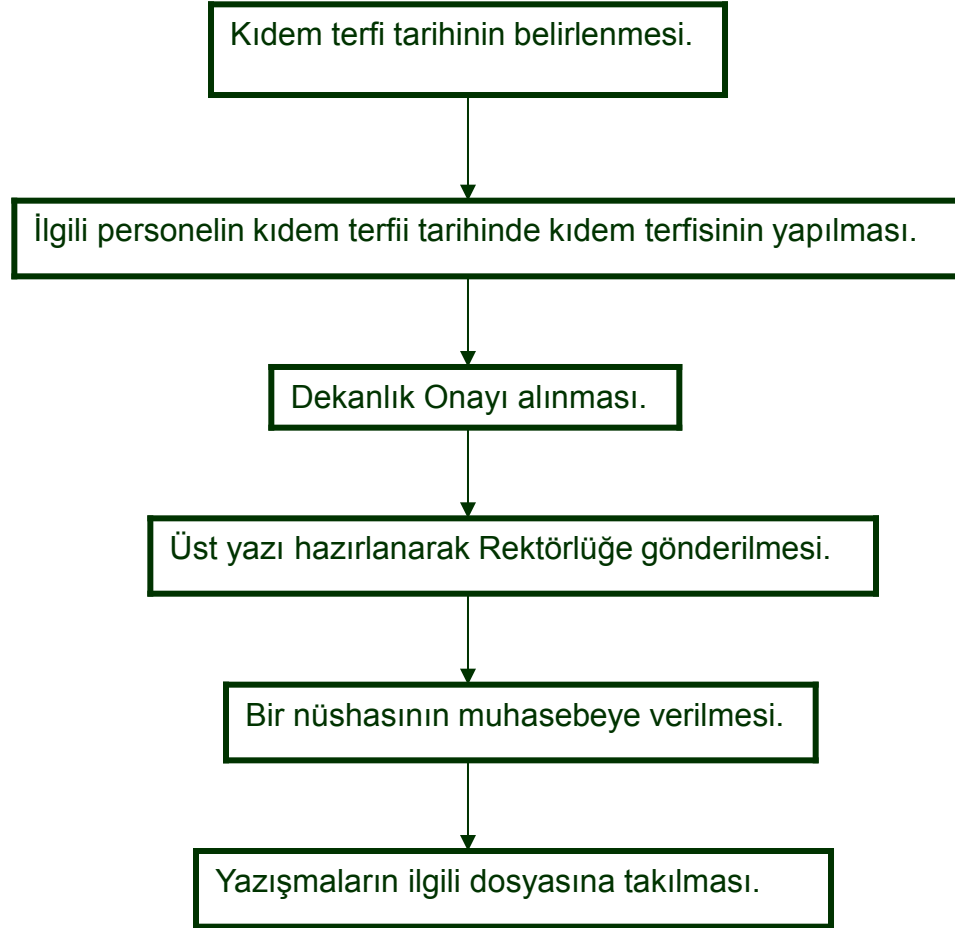 Kıdem terfi tarihinin belirlenmesi.
İlgili personelin kıdem terfii tarihinde kıdem terfisinin yapılması.
Dekanlık Onayı alınması.
Üst yazı hazırlanarak Rektörlüğe gönderilmesi.
Bir nüshasının muhasebeye verilmesi.
Yazışmaların ilgili dosyasına takılması.